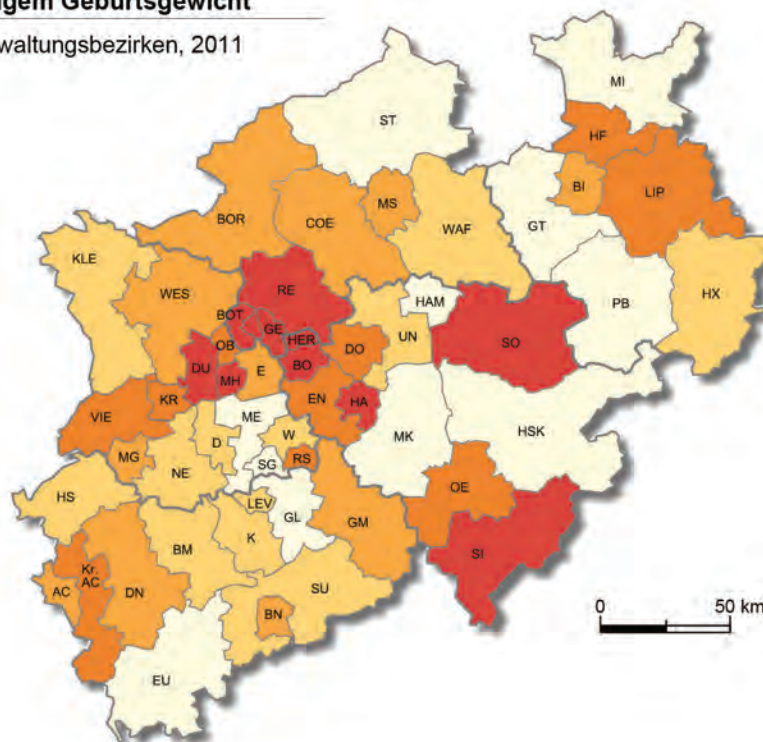 igem Geburtsgewicht
waltungsbezirken, 2011
MI
ST
HF
BI
LIP
MS
BOR
COE
WAF
GT
KLE
WES
RE
HAM
PB
HX
BOT
GE
HER
UN
OB
DO
SO
DU
BO
MH
E
EN
HA
KR
VIE
ME
MK
HSK
D
W
MG
NE
SG
RS
OE
HS
LEV
GL
GM
K
BM
SI
Kr.
AC
AC
DN
SU
BN
0 50 km
EU